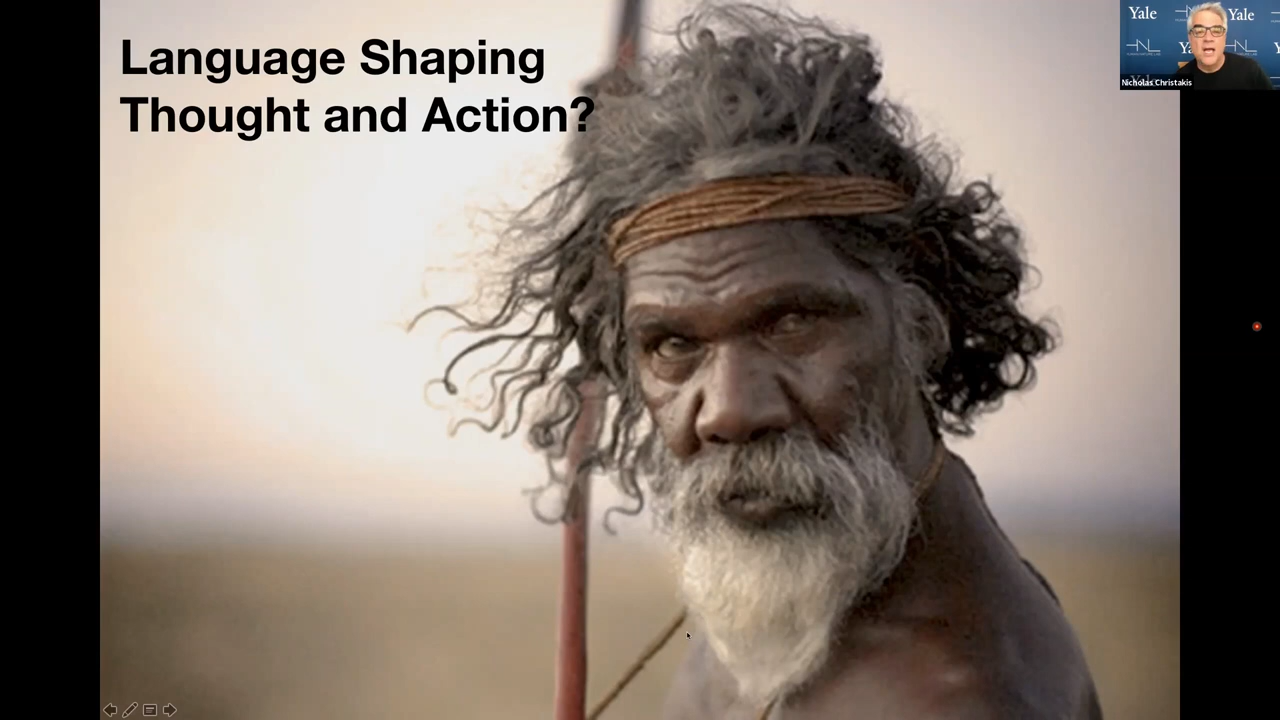 Language Shaping
Thought and Action?
Yale
Yale
Nicholas Christakis